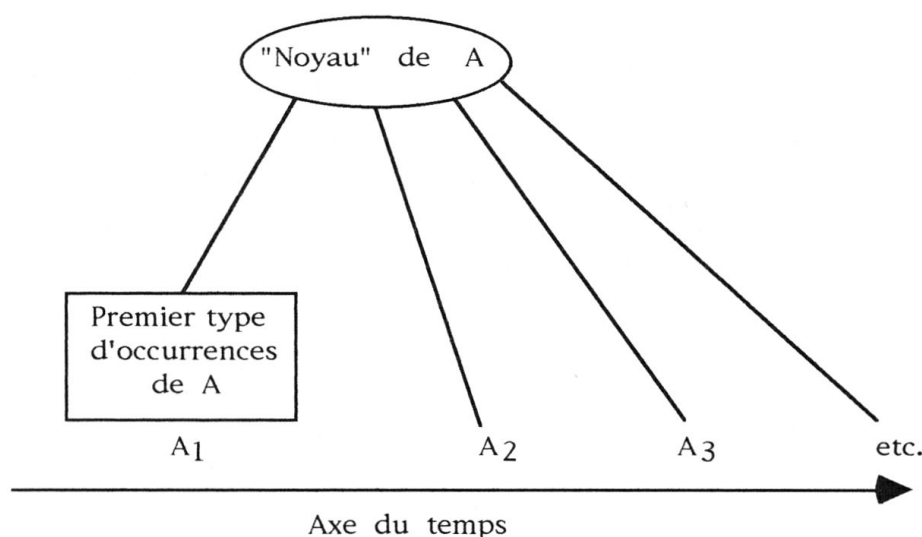 "Noyau" de A
Premier type
d'occurrences
de A
A1 A2 A3 etc.
Axe du temps